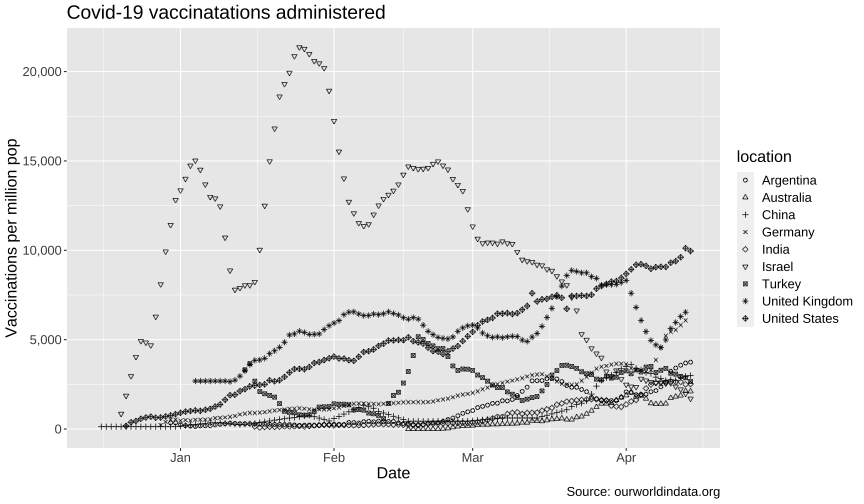 Covid-19 vaccinatations administered
Vaccinations per million pop
20,000
15,000
10,000
5,000
0
Jan
Feb
Mar
Apr
Date
location
Argentina
Australia
China
Germany
India
Israel
Turkey
United Kingdom
United States
Source: ourworldindata.org